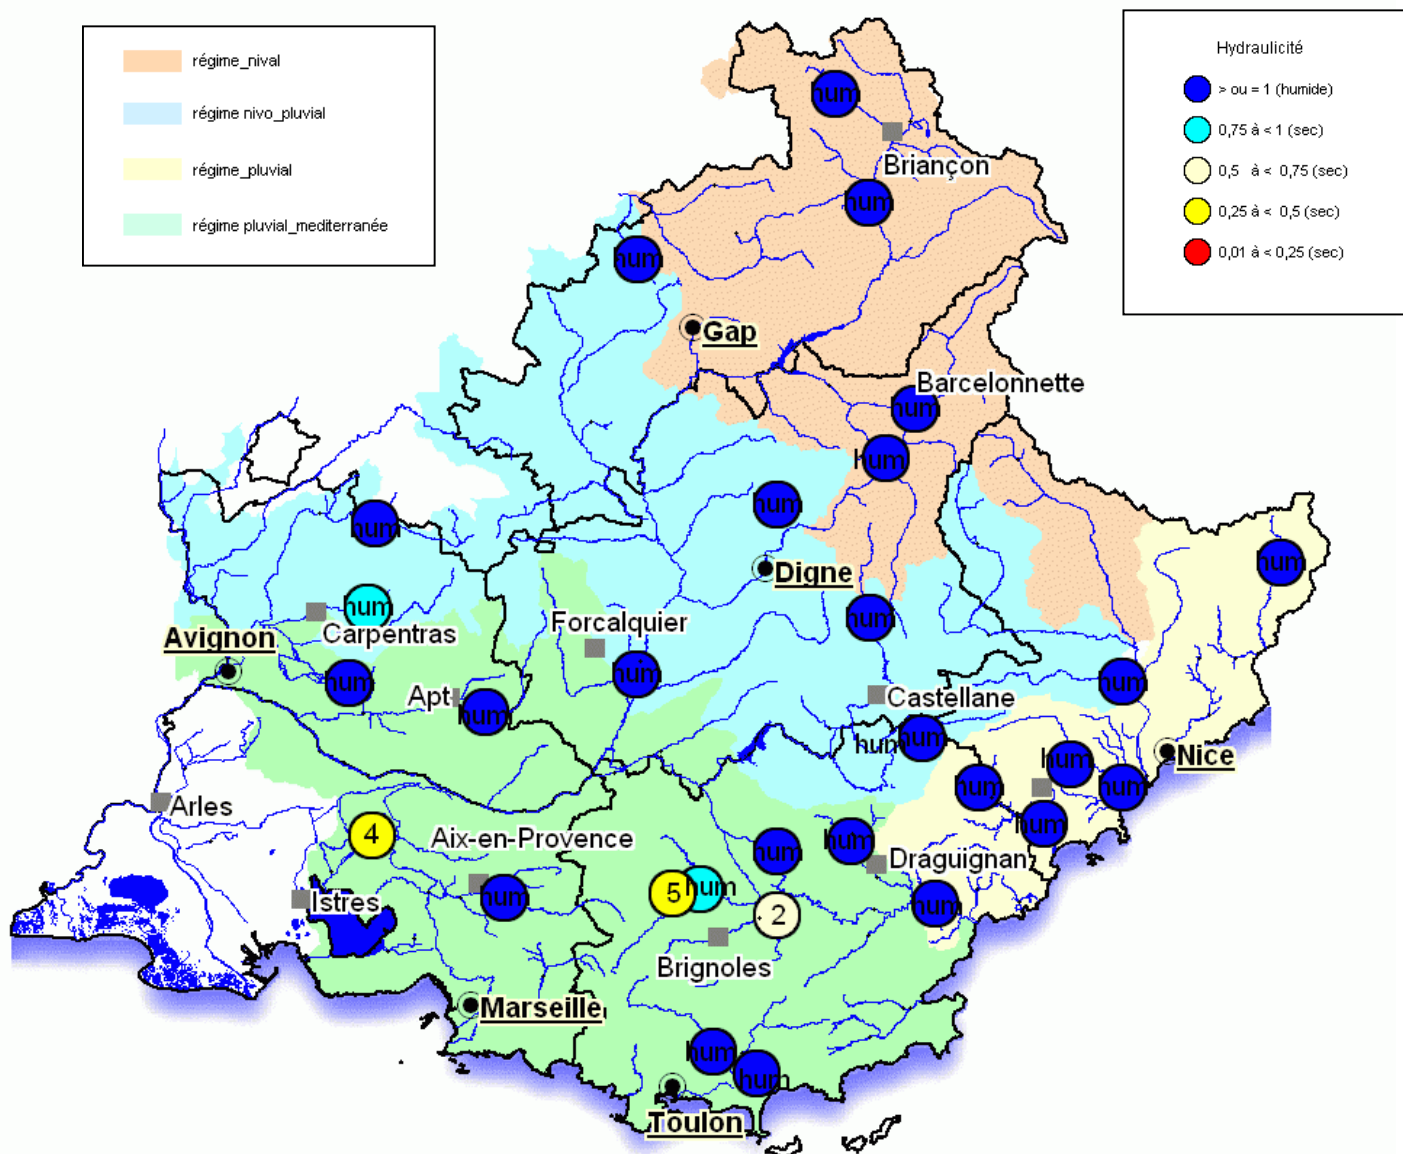 régime_nival
régime nivo_pluvial
régime_pluvial
régime pluvial_mediterranée
Hydraulicité
> ou = 1 (humide)
0,75 à < 1 (sec)
0,5 à < 0,75 (sec)
0,25 à < 0,5 (sec)
0,01 à < 0,25 (sec)
hum
Briançon
hum
hum
Gap
Barcelonnette
hum
hum
hum
hum
Digne
hum
hum
Carpentras
Forcalquier
hum
Avignon
hum
hum
hum
Apt
hum
Castellane
hum
hum
Nice
hum
hum
hum
Arles
hum
4
Aix-en-Provence
hum
hum
Draguignan
5
hum
hum
Istres
2
hum
Brignoles
Marseille
hum
hum
Toulon